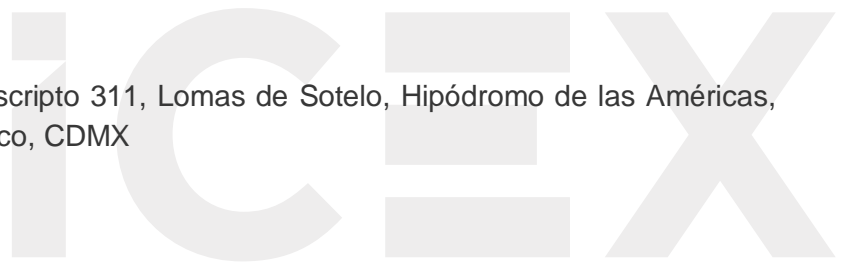 scripto 311, Lomas de Sotelo, Hipódromo de las Américas,
co, CDMX
iCEX